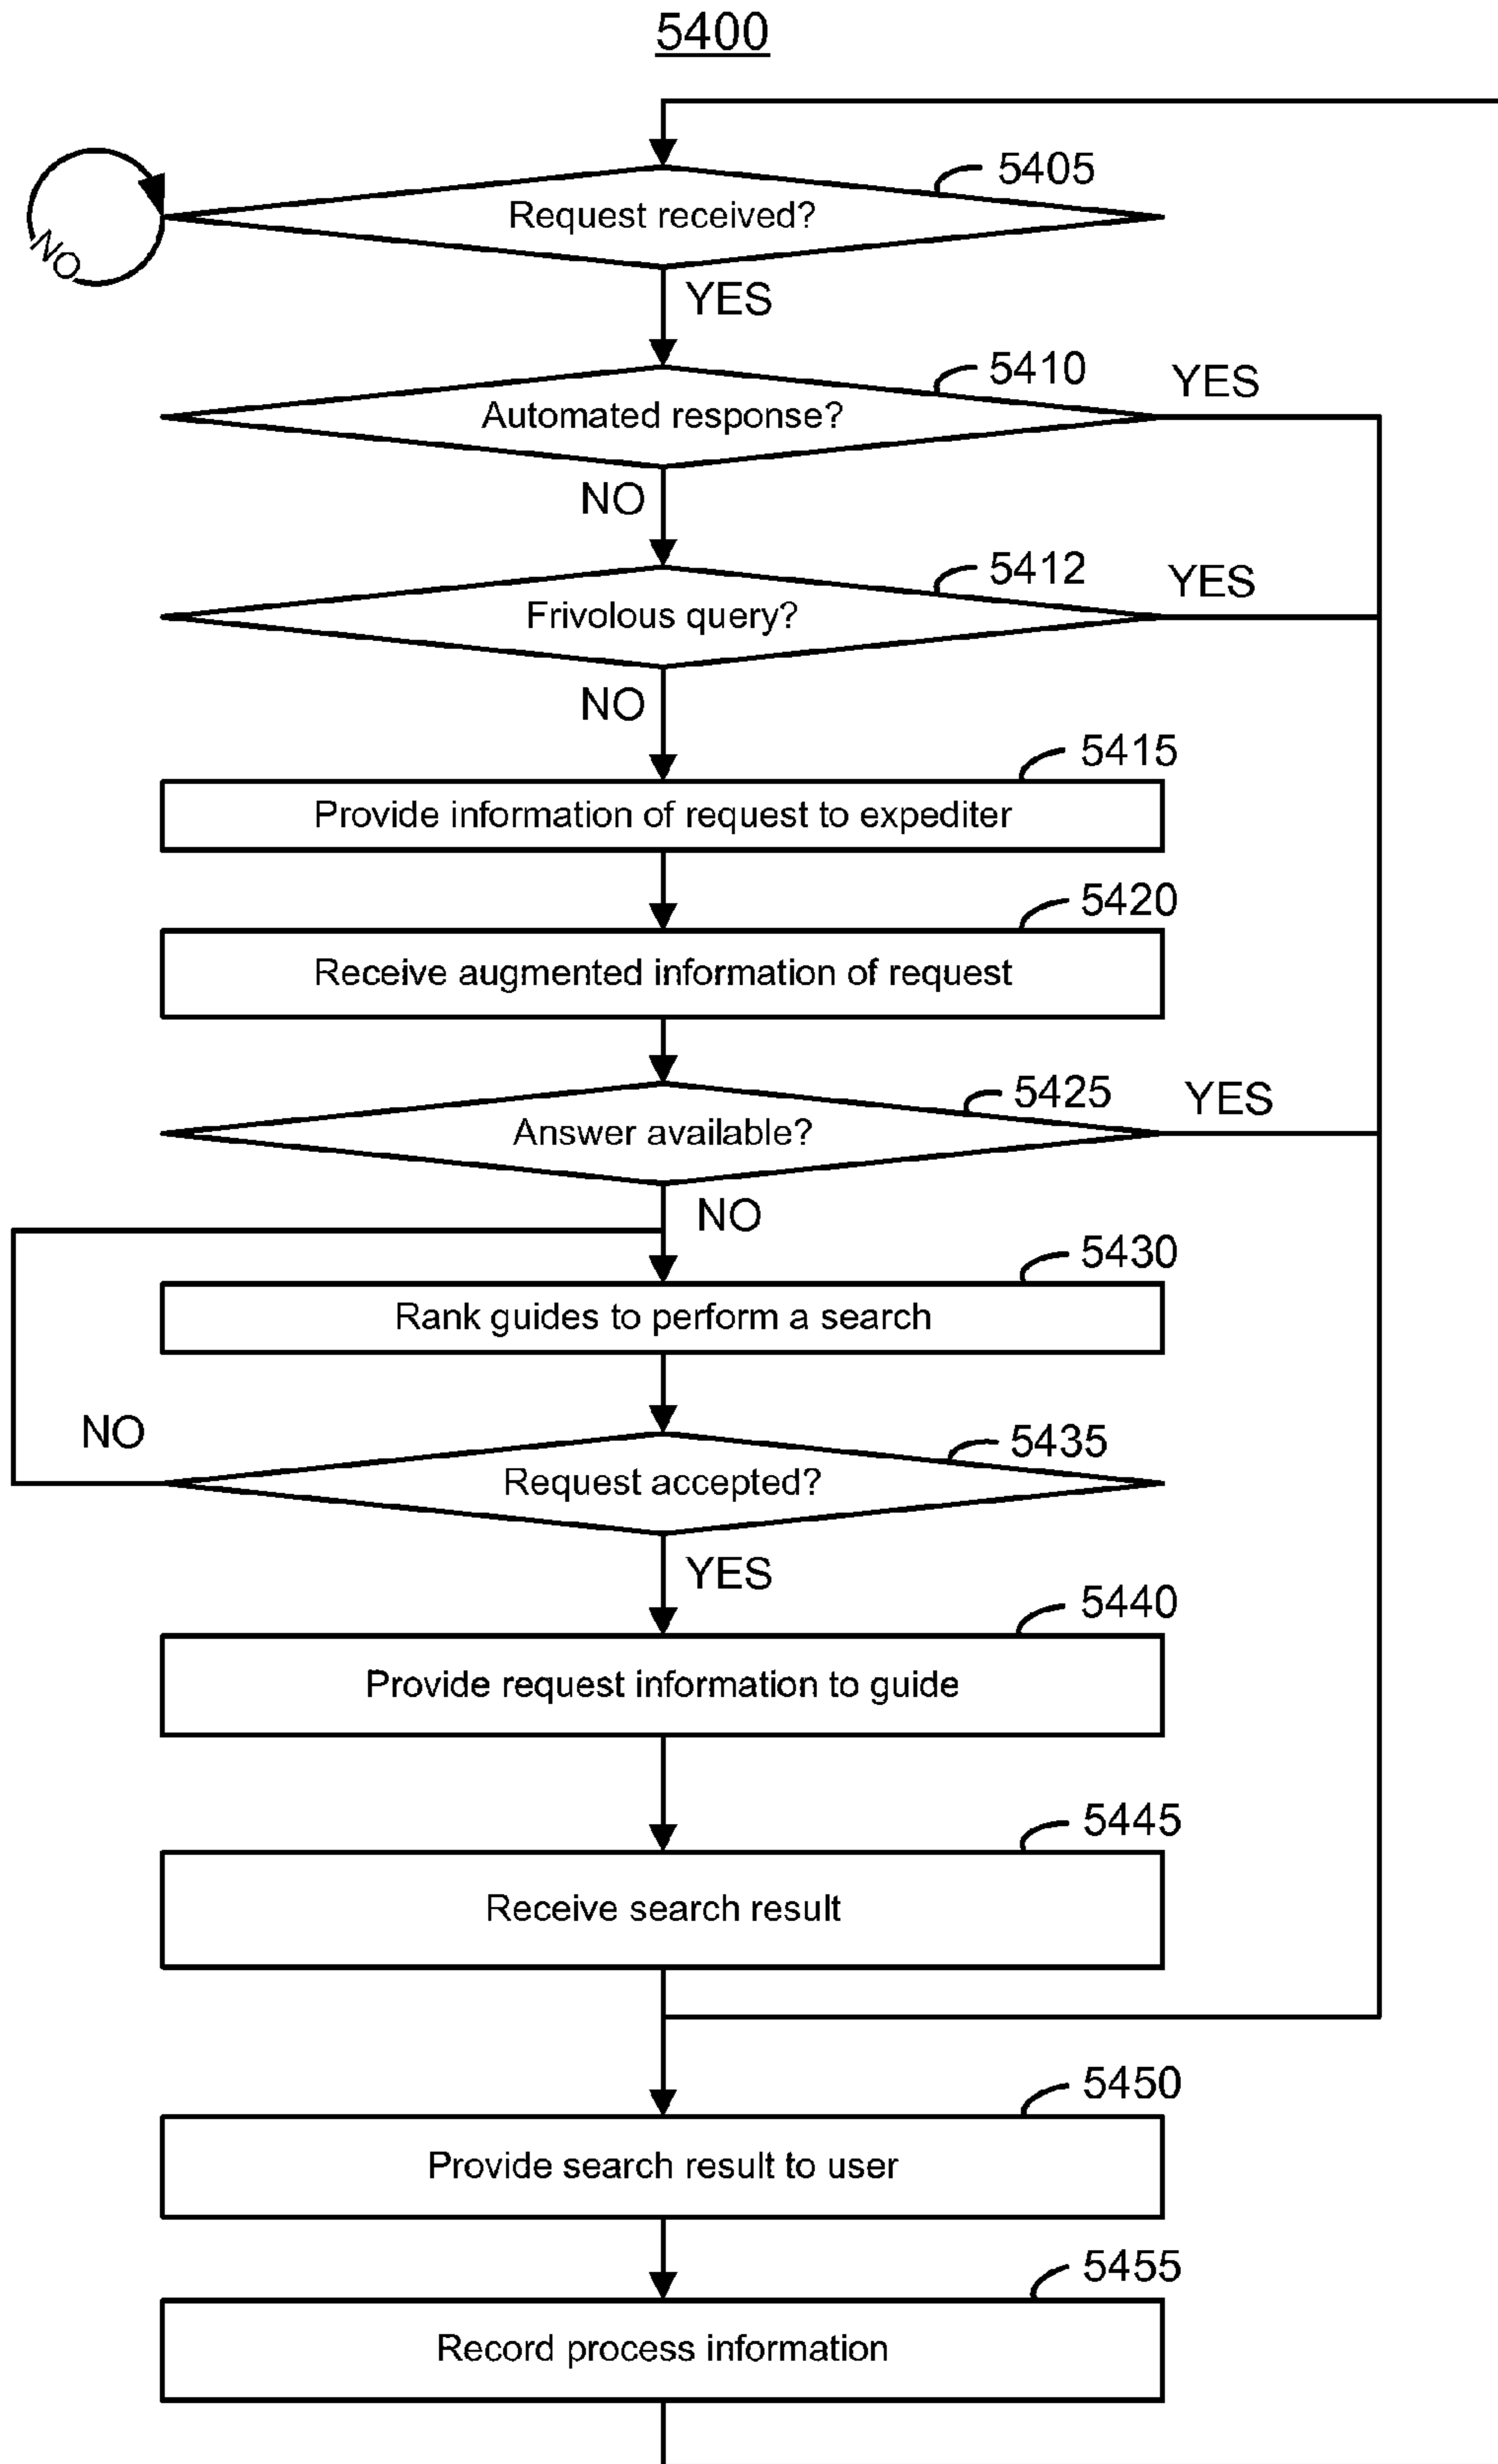 5400
5405
Request received?
NO
YES
5410
YES
Automated response?
NO
5412
YES
Frivolous query?
NO
5415
Provide information of request to expediter
5420
Receive augmented information of request
5425
YES
Answer available?
NO
5430
Rank guides to perform a search
NO
5435
Request accepted?
YES
5440
Provide request information to guide
5445
Receive search result
5450
Provide search result to user
5455
Record process information